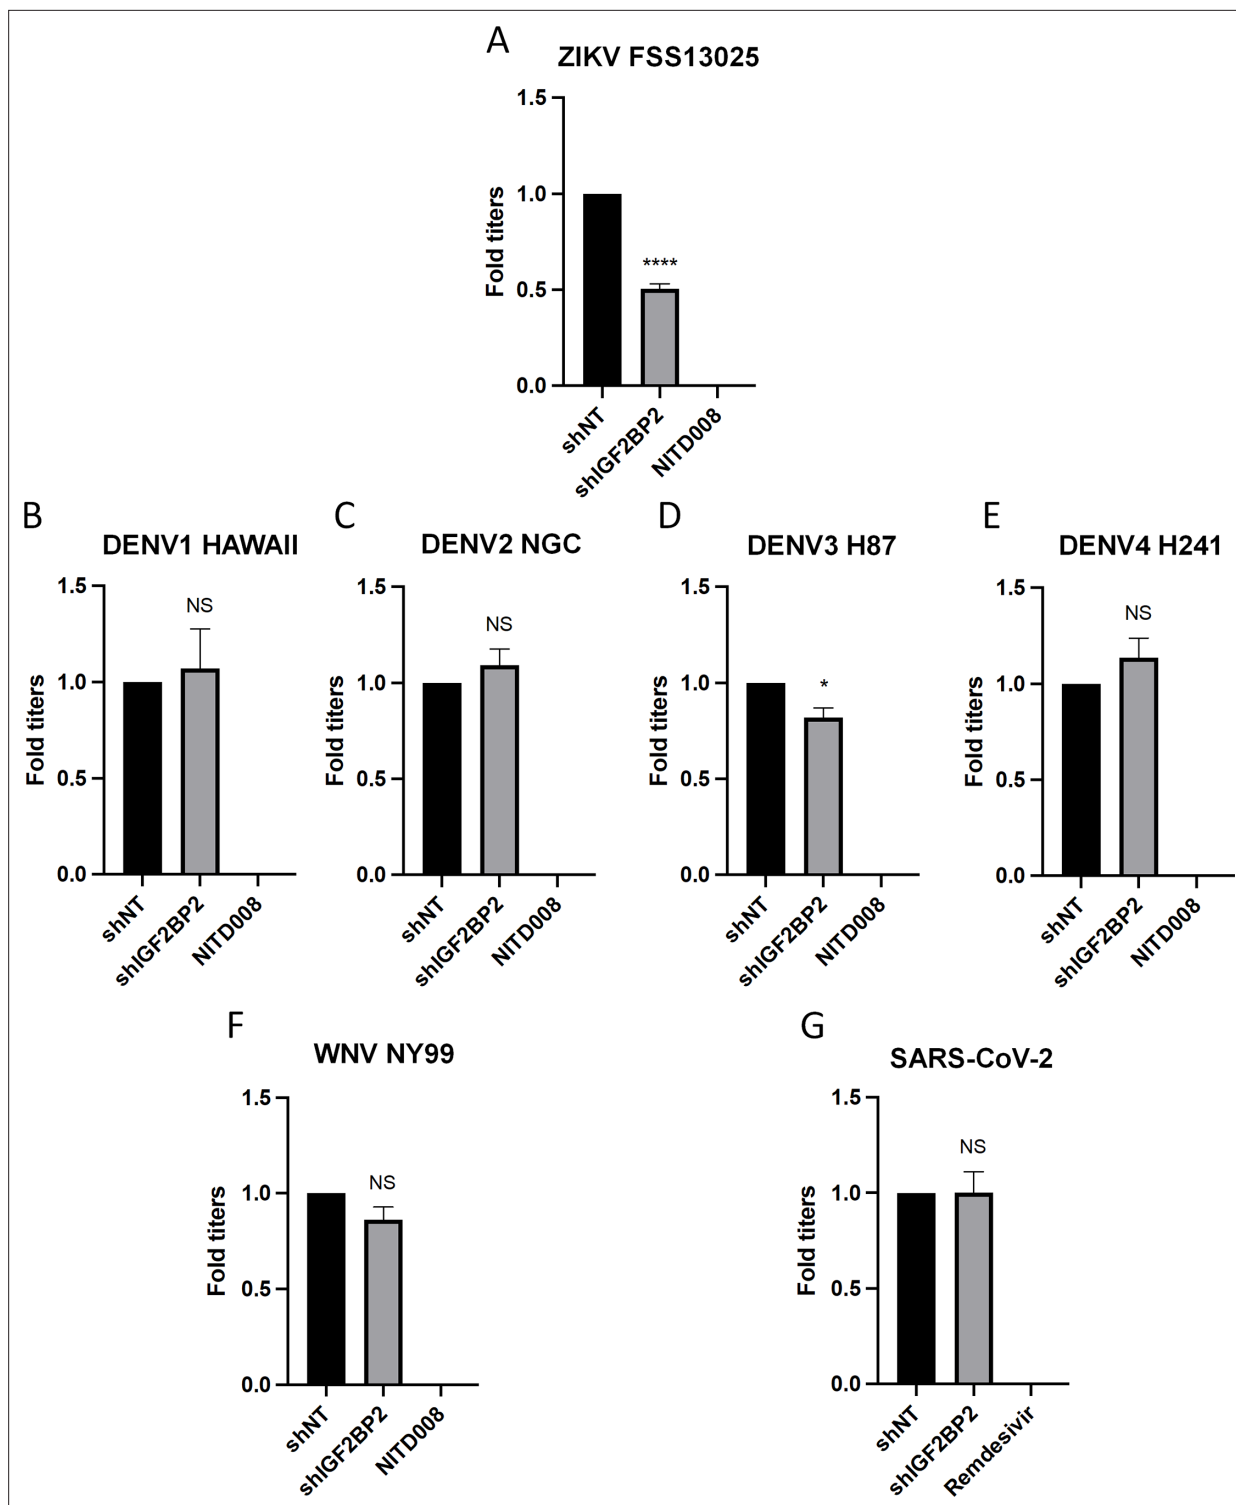 A
ZIKV FSS13025
Fold titers
1.5
1.0
0.5
0.0
****
shNT
shIGF2BP2
NITD008
B
DENV1 HAWAII
Fold titers
1.5
1.0
0.5
0.0
NS
shNT
shIGF2BP2
NITD008
C
DENV2 NGC
Fold titers
1.5
1.0
0.5
0.0
NS
shNT
shIGF2BP2
NITD008
D
DENV3 H87
Fold titers
1.5
1.0
0.5
0.0
*
shNT
shIGF2BP2
NITD008
E
DENV4 H241
Fold titers
1.5
1.0
0.5
0.0
NS
shNT
shIGF2BP2
NITD008
F
WNV NY99
Fold titers
1.5
1.0
0.5
0.0
NS
shNT
shIGF2BP2
NITD008
G
SARS-CoV-2
Fold titers
1.5
1.0
0.5
0.0
NS
shNT
shIGF2BP2
Remdesivir